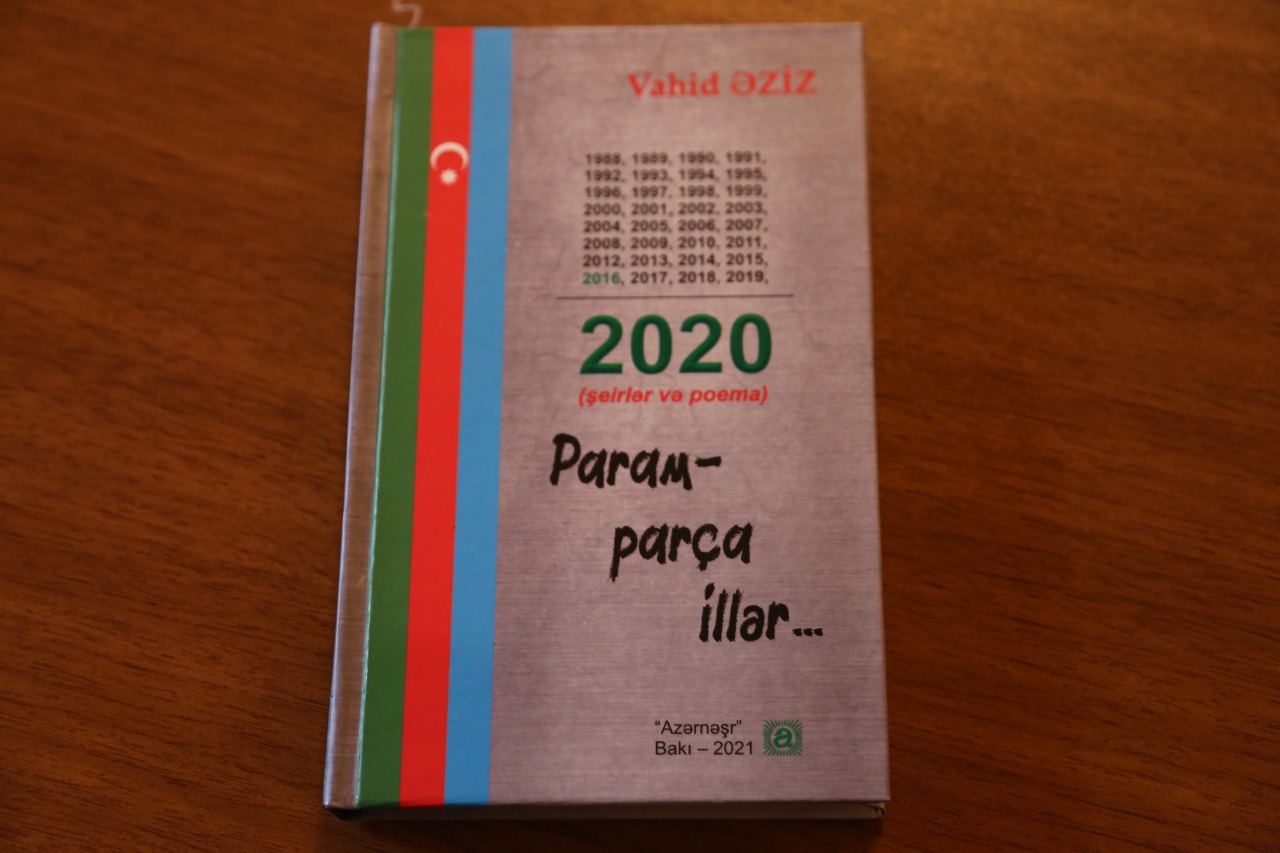 Vahid ƏZİZ
1988, 1989, 1990, 1991,
1992, 1993, 1994, 1995,
1996, 1997, 1998, 1999,
2000, 2001, 2002, 2003,
2004, 2005, 2006, 2007,
2008, 2009, 2010, 2011,
2012, 2013, 2014, 2015,
2016, 2017, 2018, 2019,
2020
(şeirlər və poema)
Param-
parça
illər...
“Azərnəşr”
Bakı – 2021
a